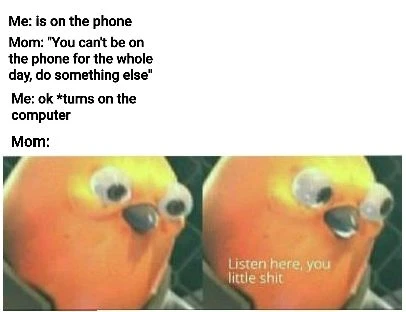 Me: is on the phone
Mom: "You can't be on
the phone for the whole
day, do something else"
Me: ok *turns on the
computer
Mom:
Listen here, you
little shit